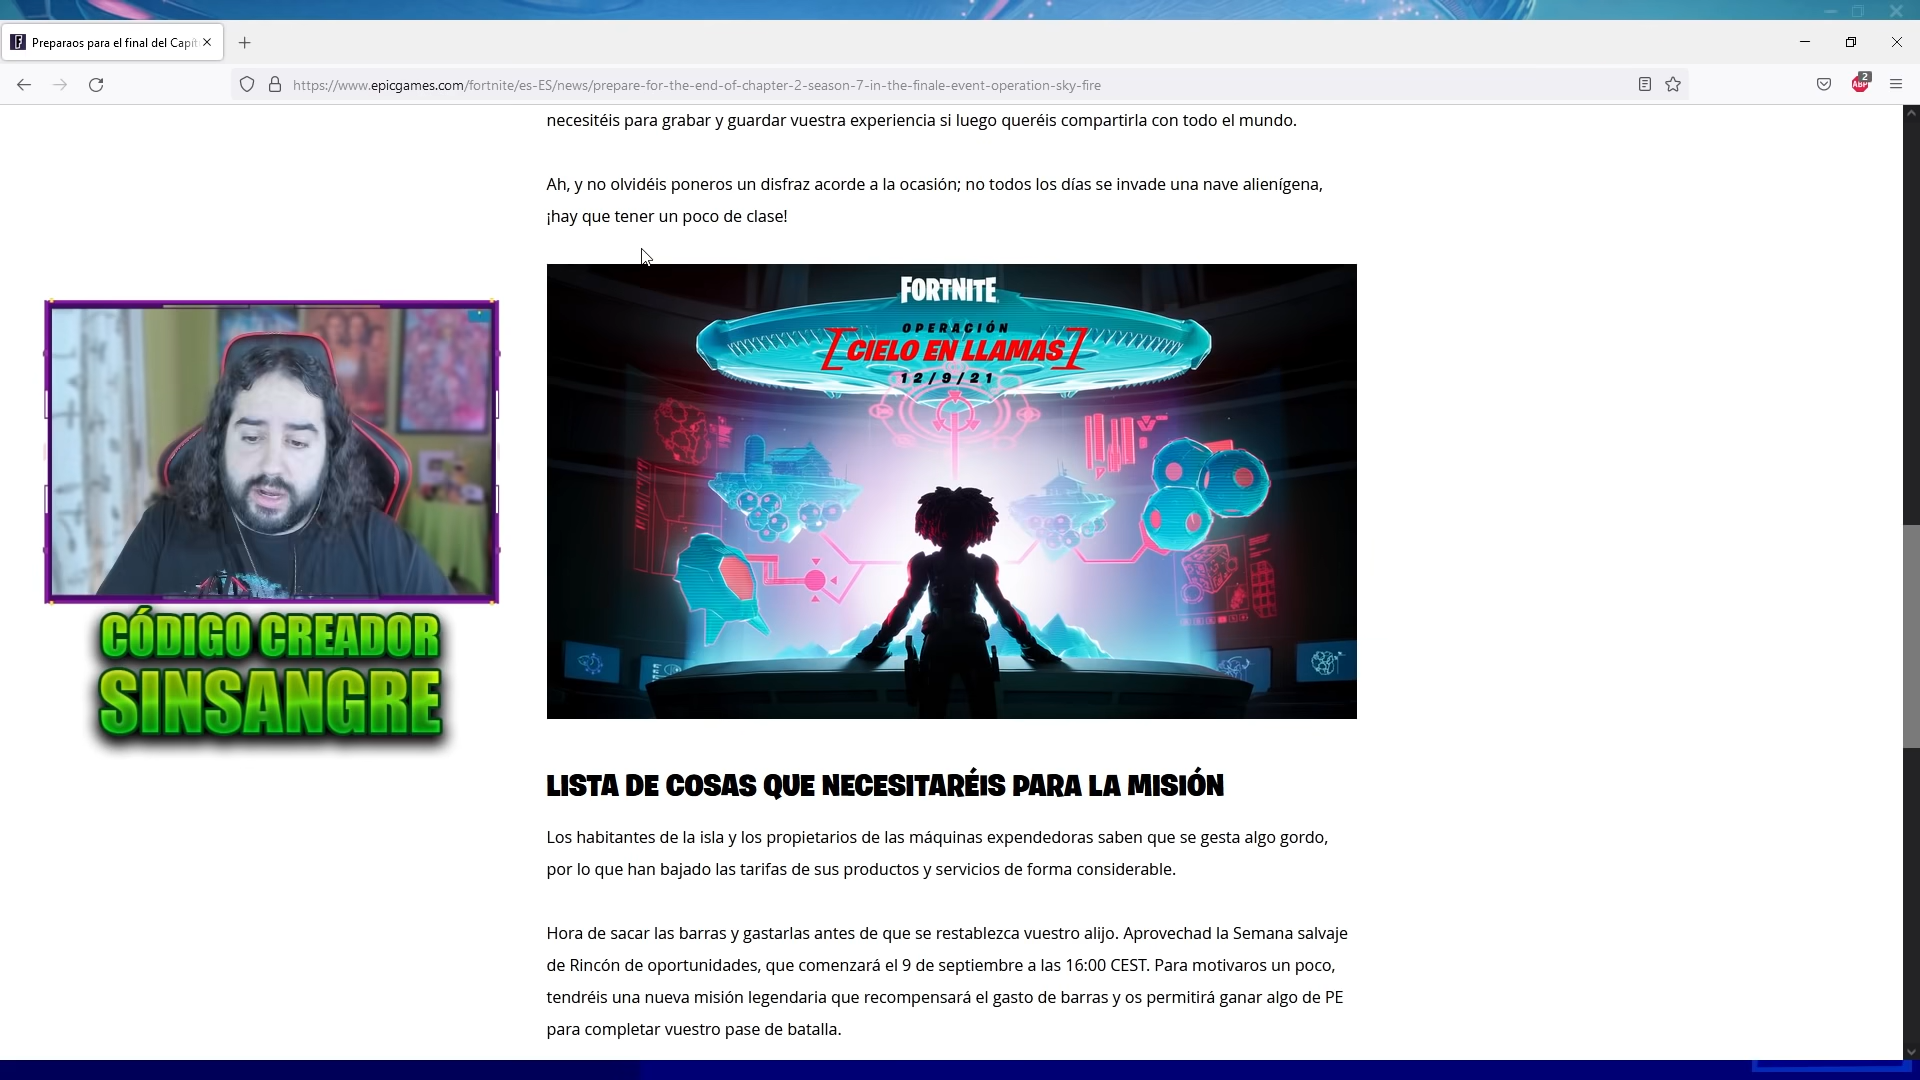 Preparaos para el final del Capít
https://www.epicgames.com/fortnite/es-ES/news/prepare-for-the-end-of-chapter-2-season-7-in-the-finale-event-operation-sky-fire
2
ABP
necesitéis para grabar y guardar vuestra experiencia si luego queréis compartirla con todo el mundo.
Ah, y no olvidéis poneros un disfraz acorde a la ocasión; no todos los días se invade una nave alienígena,
¡hay que tener un poco de clase!
FORTNITE
OPERACIÓN
CIELO EN LLAMAS
12/9/21
CÓDIGO CREADOR
SINSANGRE
LISTA DE COSAS QUE NECESITARÉIS PARA LA MISIÓN
Los habitantes de la isla y los propietarios de las máquinas expendedoras saben que se gesta algo gordo,
por lo que han bajado las tarifas de sus productos y servicios de forma considerable.
Hora de sacar las barras y gastarlas antes de que se restablezca vuestro alijo. Aprovechad la Semana salvaje
de Rincón de oportunidades, que comenzará el 9 de septiembre a las 16:00 CEST. Para motivaros un poco,
tendréis una nueva misión legendaria que recompensará el gasto de barras y os permitirá ganar algo de PE
para completar vuestro pase de batalla.